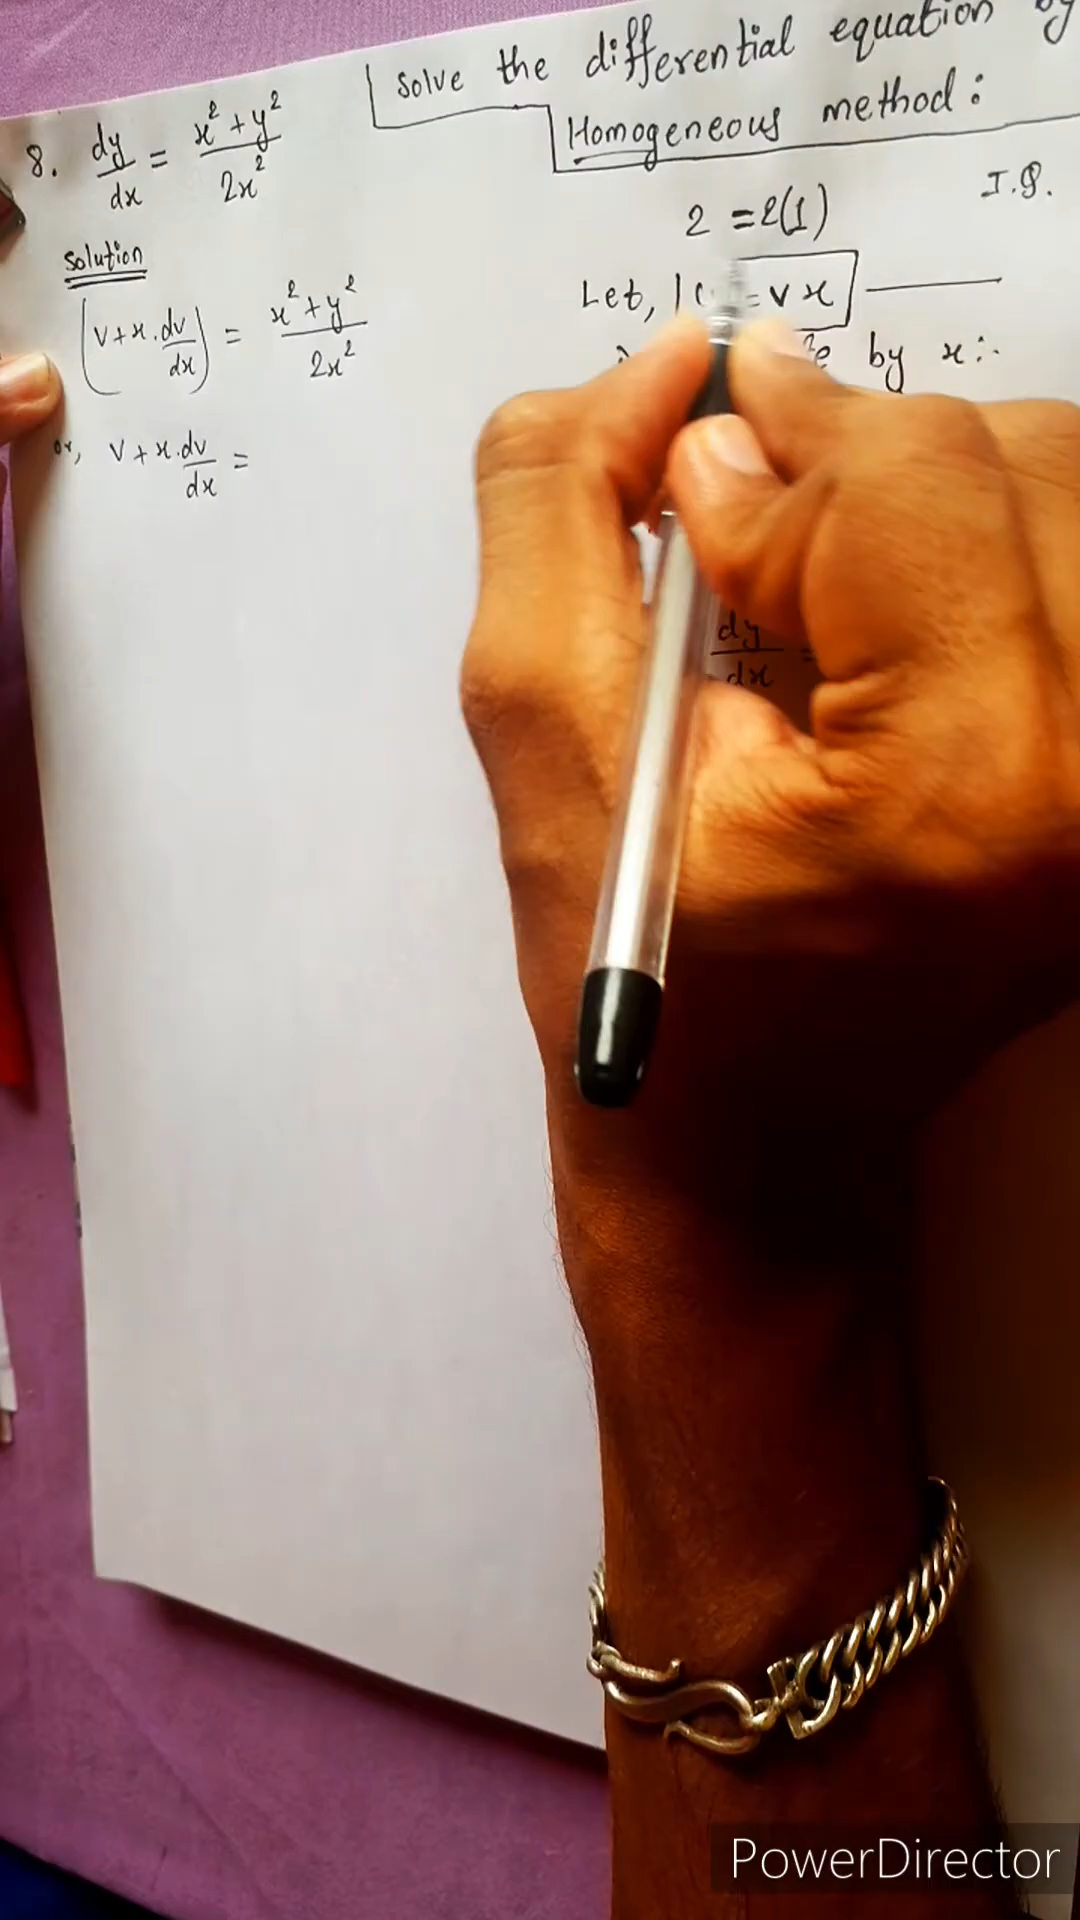 Solve the differential equation by
Homogeneous method:
8. dy/dx = x² + y² / 2x²
I.Q.
2 = 2(1)
Solution
Let, = vx
(v + x. dv/dx) = x² + y² / 2x²
by x:-
or, v + x. dv/dx =
dy/dx =
PowerDirector